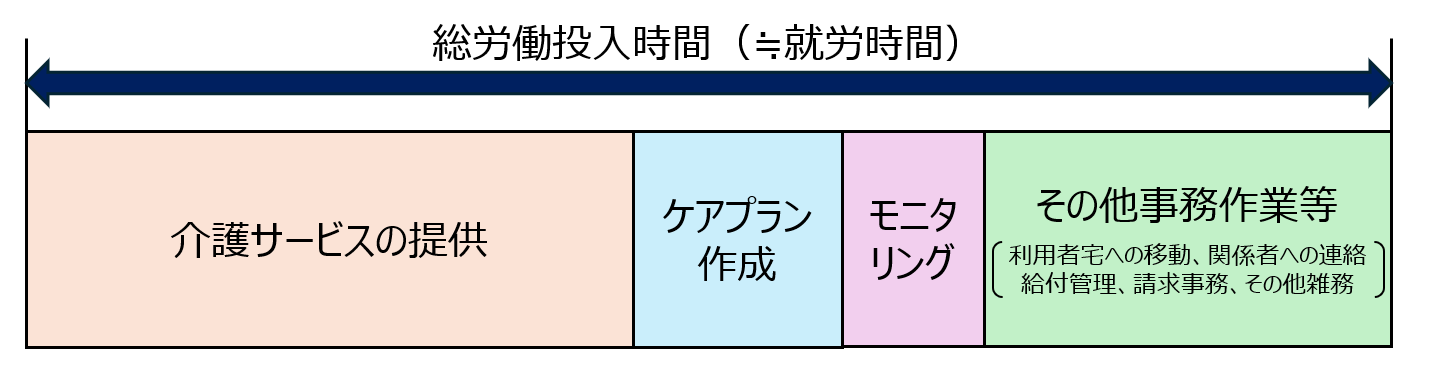 総労働投入時間（≒就労時間）
介護サービスの提供
ケアプラン
作成
モニタ
リング
その他事務作業等
利用者宅への移動、関係者への連絡
給付管理、請求事務、その他雑務